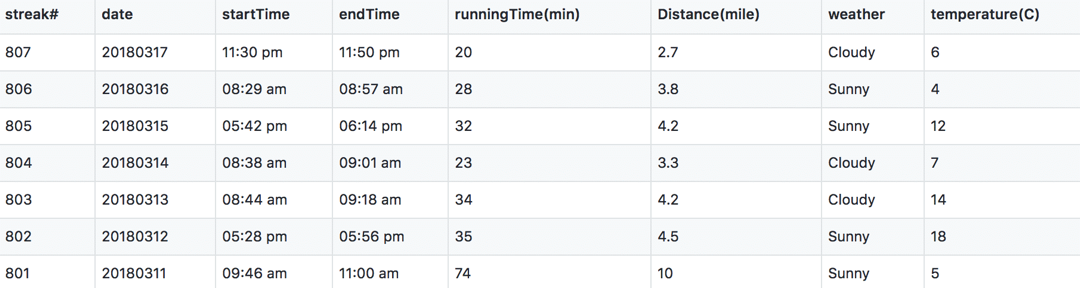 streak# date startTime endTime runningTime(min) Distance(mile) weather temperature(C)
807 20180317 11:30 pm 11:50 pm 20 2.7 Cloudy 6
806 20180316 08:29 am 08:57 am 28 3.8 Sunny 4
805 20180315 05:42 pm 06:14 pm 32 4.2 Sunny 12
804 20180314 08:38 am 09:01 am 23 3.3 Cloudy 7
803 20180313 08:44 am 09:18 am 34 4.2 Cloudy 14
802 20180312 05:28 pm 05:56 pm 35 4.5 Sunny 18
801 20180311 09:46 am 11:00 am 74 10 Sunny 5